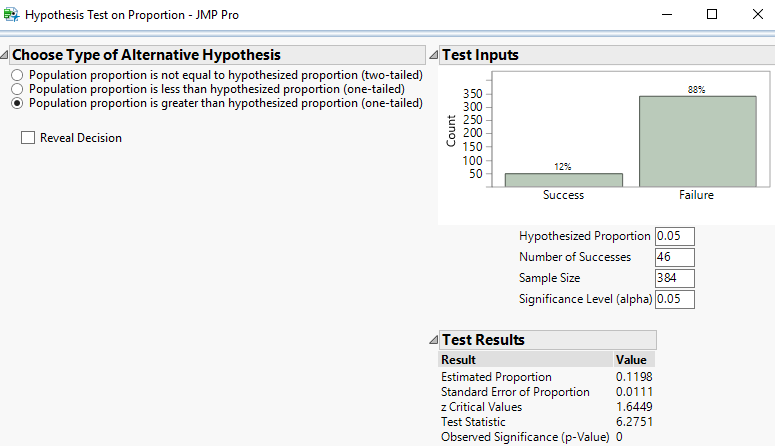 Hypothesis Test on Proportion - JMP Pro
Choose Type of Alternative Hypothesis
Population proportion is not equal to hypothesized proportion (two-tailed)
Population proportion is less than hypothesized proportion (one-tailed)
Population proportion is greater than hypothesized proportion (one-tailed)
Reveal Decision
Test Inputs
Count
350
300
250
200
150
100
50
12%
88%
Success Failure
Hypothesized Proportion 0.05
Number of Successes 46
Sample Size 384
Significance Level (alpha) 0.05
Test Results
Result Value
Estimated Proportion 0.1198
Standard Error of Proportion 0.0111
z Critical Values 1.6449
Test Statistic 6.2751
Observed Significance (p-Value) 0